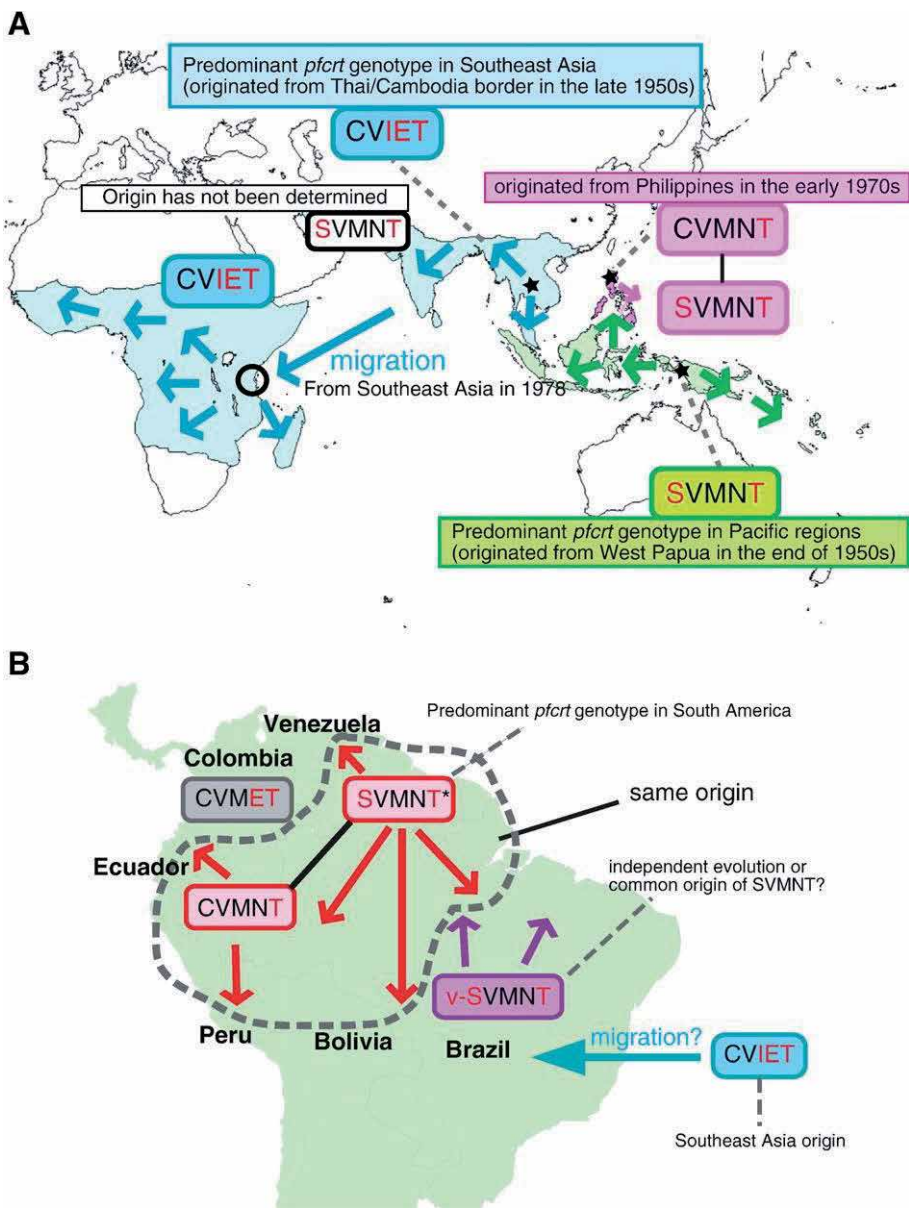 A
Predominant pfcrt genotype in Southeast Asia
(originated from Thai/Cambodia border in the late 1950s)
CVIET
originated from Philippines in the early 1970s
Origin has not been determined
SVMNT
CVMNT
CVIET
SVMNT
migration
From Southeast Asia in 1978
SVMNT
Predominant pfcrt genotype in Pacific regions
(originated from West Papua in the end of 1950s)
B
Venezuela
Predominant pfcrt genotype in South America
Colombia
CVMET
SVMNT*
same origin
Ecuador
independent evolution or
common origin of SVMNT?
CVMNT
v-SVMNT
Peru
Bolivia
Brazil
migration?
CVIET
Southeast Asia origin